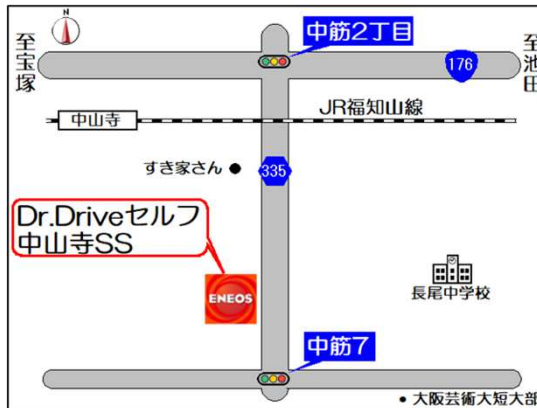 N
至宝塚
中筋2丁目
至池田
176
中山寺
JR福知山線
すき家さん
335
Dr.Driveセルフ
中山寺SS
ENEOS
長尾中学校
中筋7
大阪芸術大短大部